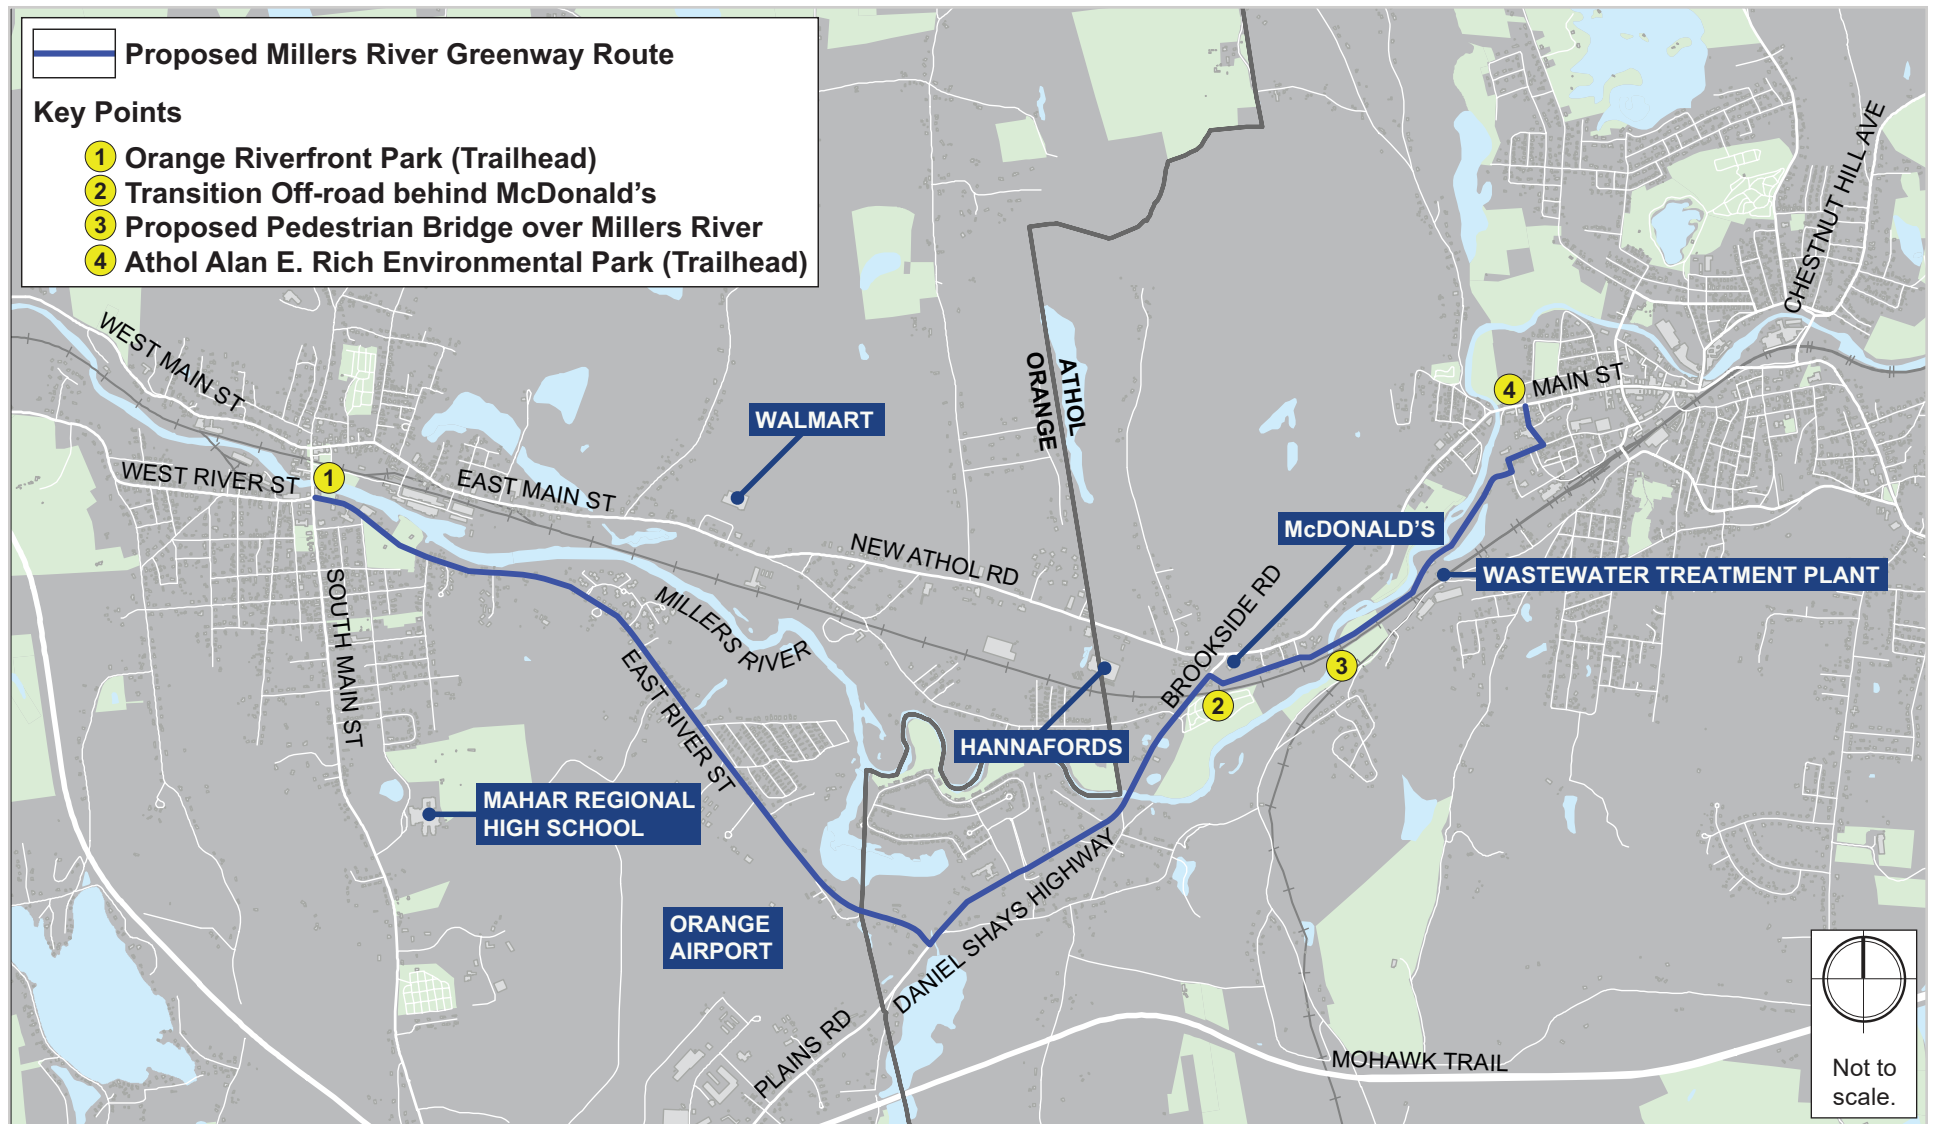 Proposed Millers River Greenway Route
Key Points
1 Orange Riverfront Park (Trailhead)
2 Transition Off-road behind McDonald's
3 Proposed Pedestrian Bridge over Millers River
4 Athol Alan E. Rich Environmental Park (Trailhead)
CHESTNUT HILL AVE
WEST MAIN ST
ATHOL
ORANGE
4
MAIN ST
WALMART
WEST RIVER ST
1
EAST MAIN ST
McDONALD'S
NEW ATHOL RD
WASTEWATER TREATMENT PLANT
SOUTH MAIN ST
MILLERS RIVER
BROOKSIDE RD
EAST RIVER ST
3
2
HANNAFORDS
MAHAR REGIONAL
HIGH SCHOOL
DANIEL SHAYS HIGHWAY
ORANGE
AIRPORT
PLAINS RD
MOHAWK TRAIL
Not to
scale.